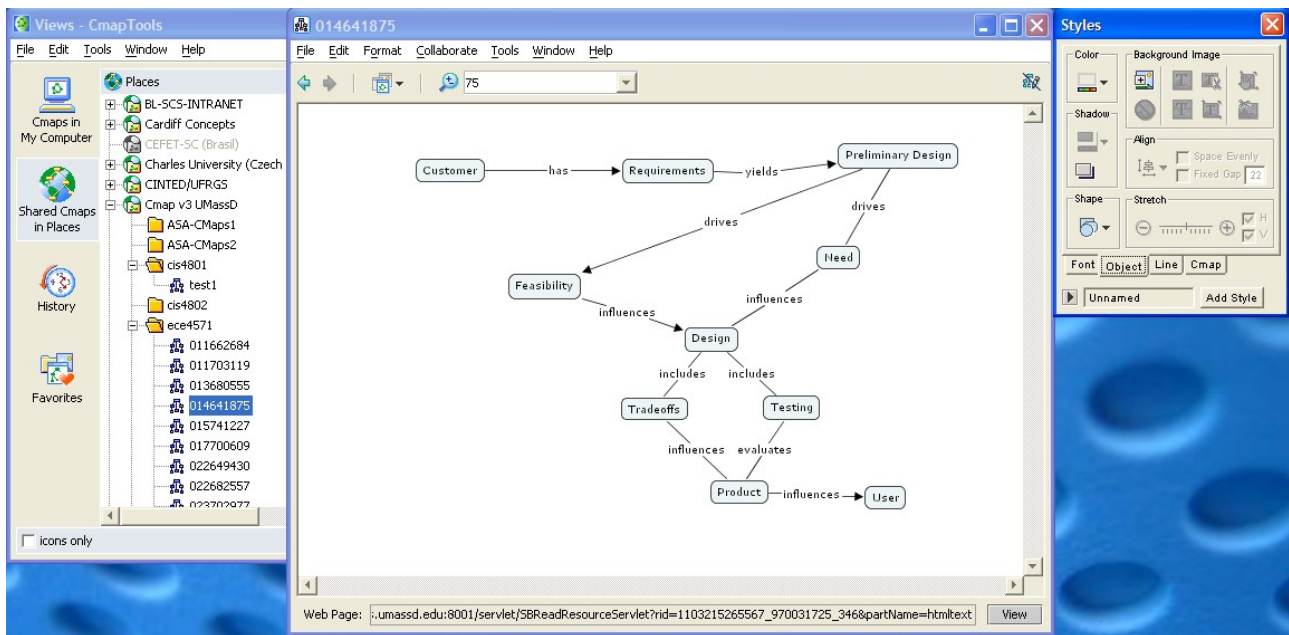 Views - CmapTools
File Edit Tools Window Help
Cmaps in
My Computer
Shared Cmaps
in Places
History
Favorites
Places
BL-SCS-INTRANET
Cardiff Concepts
CEFET-SC (Brasil)
Charles University (Czech
CINTED/UFRGS
Cmap v3 UMassD
ASA-CMaps1
ASA-CMaps2
cis4801
test1
cis4802
ece4571
011662684
011703119
013680555
014641875
015741227
017700609
022649430
022682557
023702977
icons only
014641875
File Edit Format Collaborate Tools Window Help
75
Customer has Requirements yields Preliminary Design
drives drives
Need
Feasibility
influences influences
Design
includes includes
Tradeoffs Testing
influences evaluates
Product influences User
Web Page: :.umassd.edu:8001/servlet/SBReadResourceServlet?rid=1103215265567_970031725_346&partName=htmltext View
Styles
Color Background Image
Shadow
Align
Space Evenly
Fixed Gap 22
Shape Stretch
H
V
Font Object Line Cmap
Unnamed Add Style